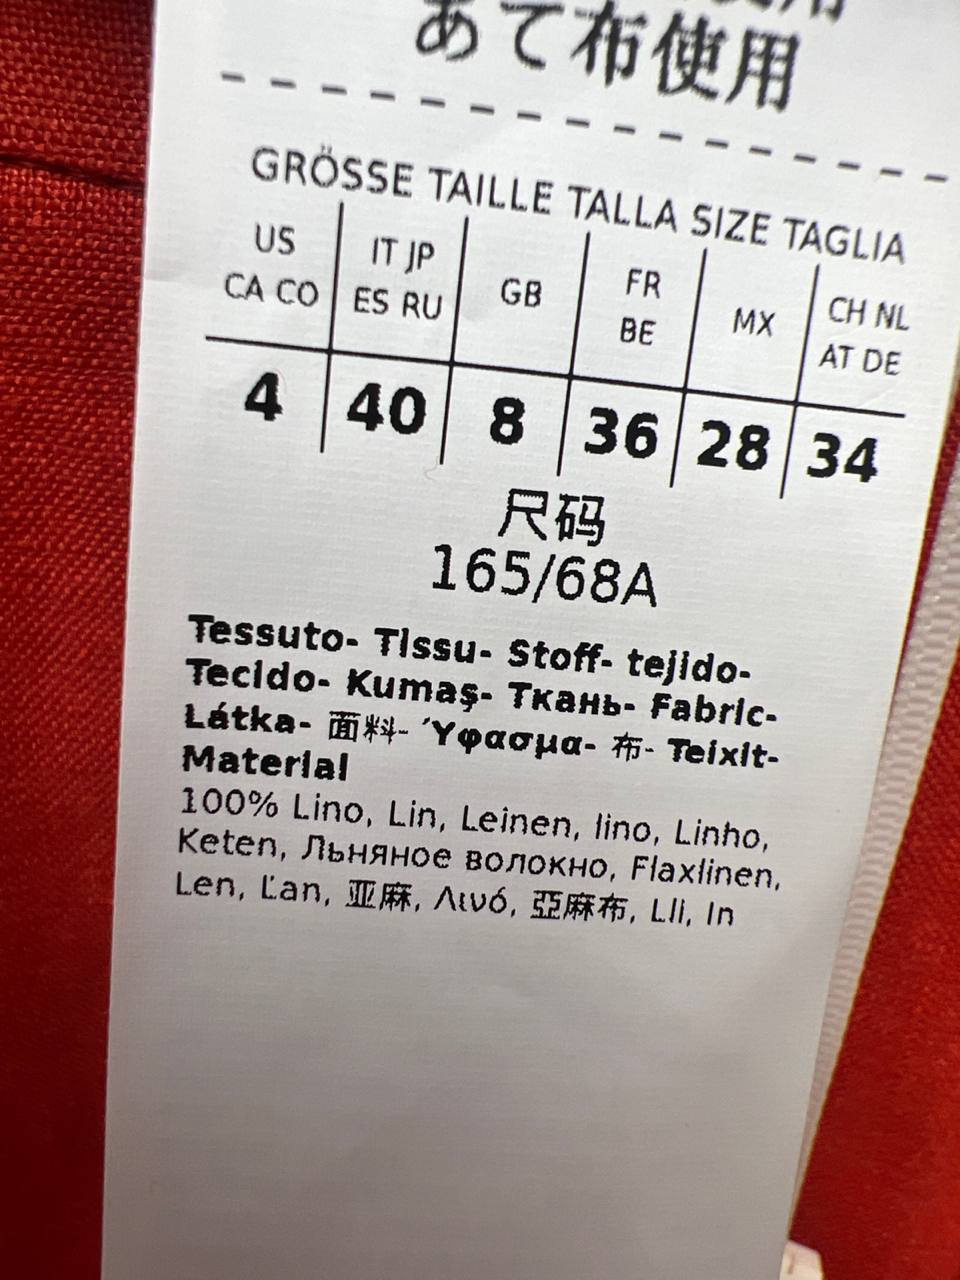 使用
あて布使用
GRÖSSE TAILLE TALLA SIZE TAGLIA
US CA CO
IT JP ES RU
GB
FR BE
MX
CH NL AT DE
4 40 8 36 28 34
尺码
165/68A
Tessuto- Tissu- Stoff- tejido-
Tecido- Kumaş- Ткань- Fabric-
Látka- 面料- Ύφασμα- 布- Teixit-
Material
100% Lino, Lin, Leinen, lino, Linho,
Keten, Льняное волокно, Flaxlinen,
Len, Ľan, 亚麻, Λινό, 亞麻布, Lli, In